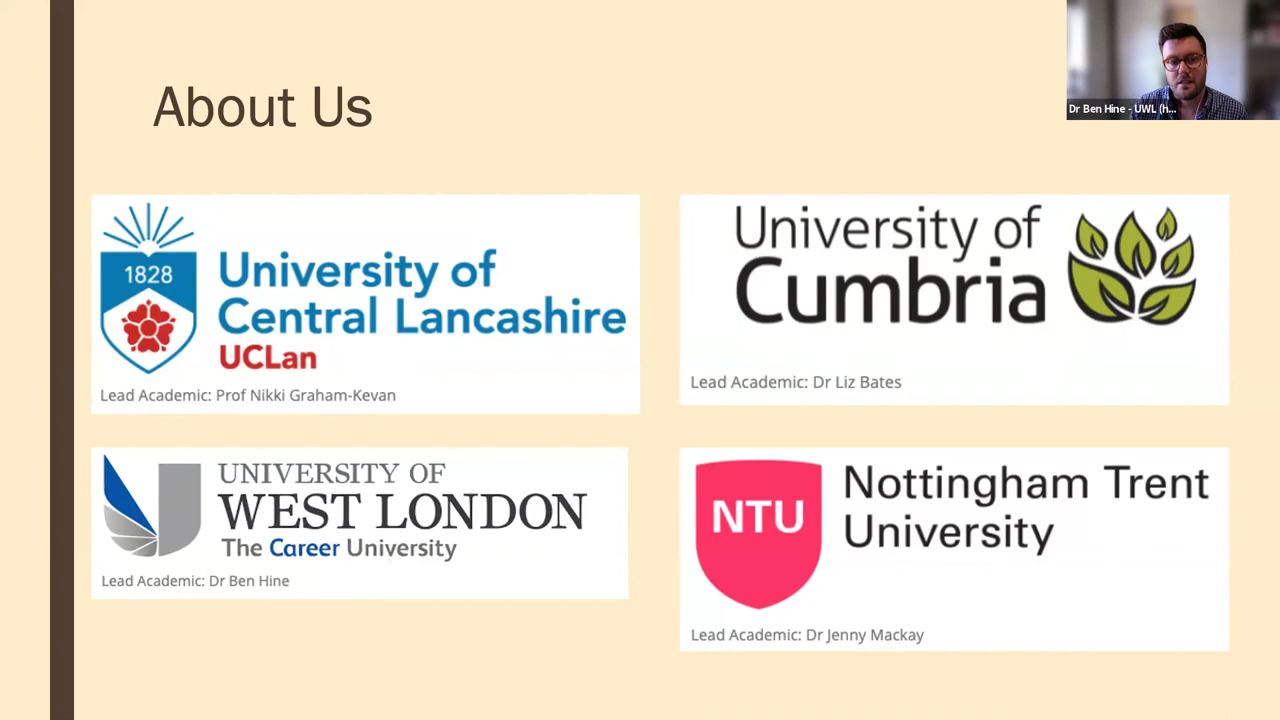 About Us
Dr Ben Hine - UWL (h...
1828
University of
Central Lancashire
UCLan
Lead Academic: Prof Nikki Graham-Kevan
University of
Cumbria
Lead Academic: Dr Liz Bates
UNIVERSITY OF
WEST LONDON
The Career University
Lead Academic: Dr Ben Hine
NTU
Nottingham Trent
University
Lead Academic: Dr Jenny Mackay